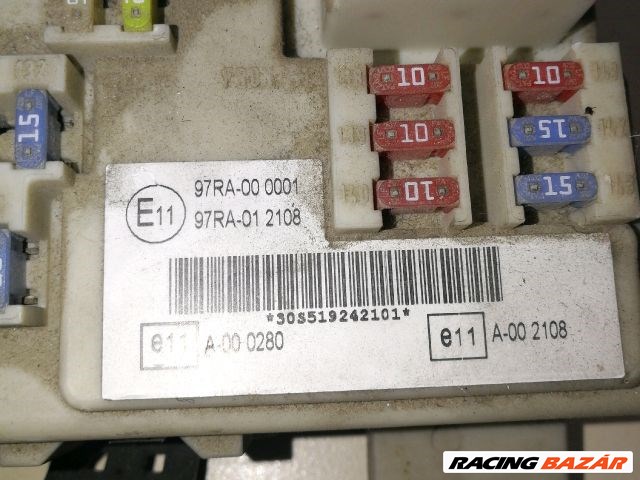 10
10
15
10
15
10
15
E11
97RA-00 0001
97RA-01 2108
*30S519242101*
e11
A-00 0280
e11
A-00 2108
RACING BAZÁR